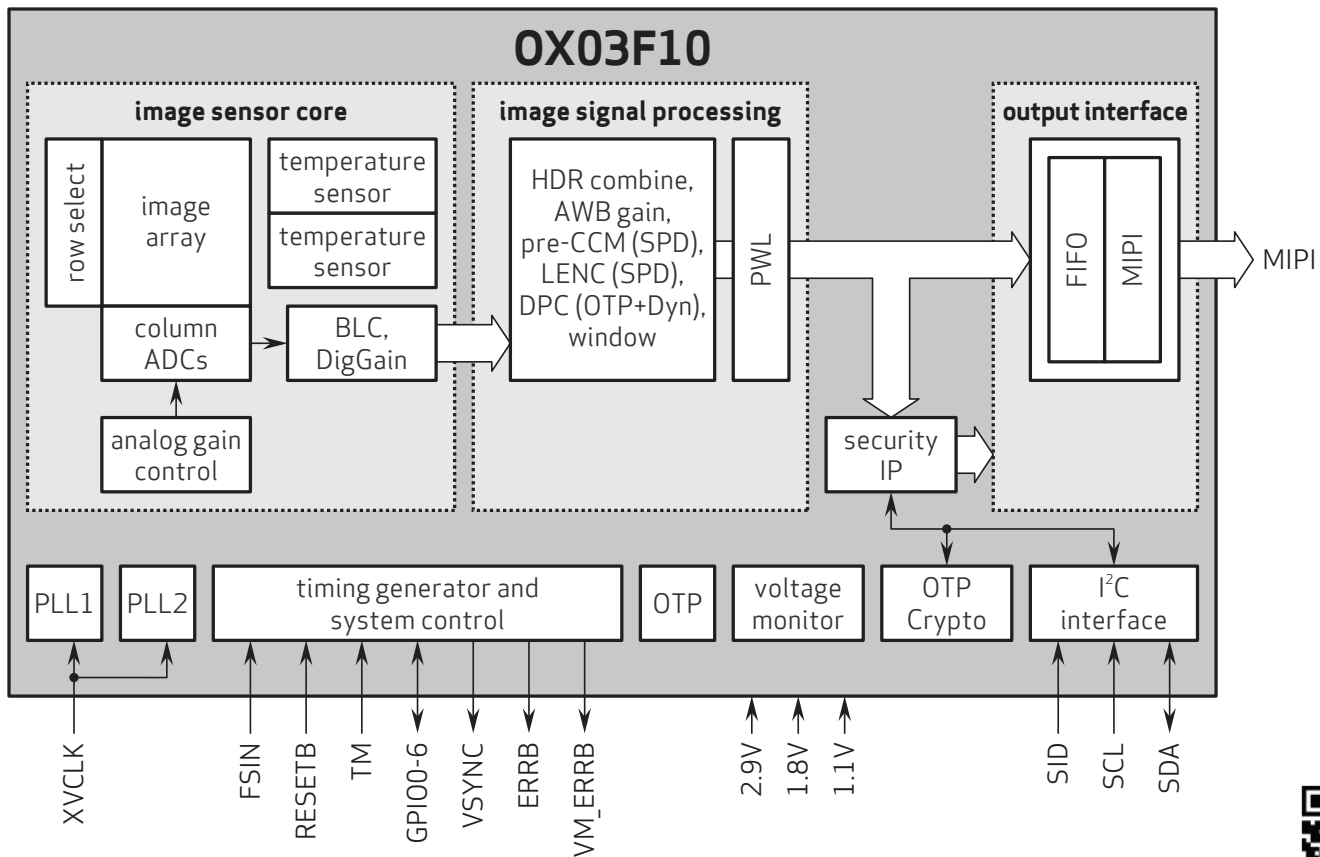 OX03F10
image sensor core
row select
image
array
temperature
sensor
temperature
sensor
column
ADCs
BLC,
DigGain
analog gain
control
image signal processing
HDR combine,
AWB gain,
pre-CCM (SPD),
LENC (SPD),
DPC (OTP+Dyn),
window
PWL
output interface
FIFO
MIPI
MIPI
security
IP
PLL1
PLL2
timing generator and
system control
OTP
voltage
monitor
OTP
Crypto
I²C
interface
XVCLK
FSIN
RESETB
TM
GPIO0-6
VSYNC
ERRB
VM_ERRB
2.9V
1.8V
1.1V
SID
SCL
SDA